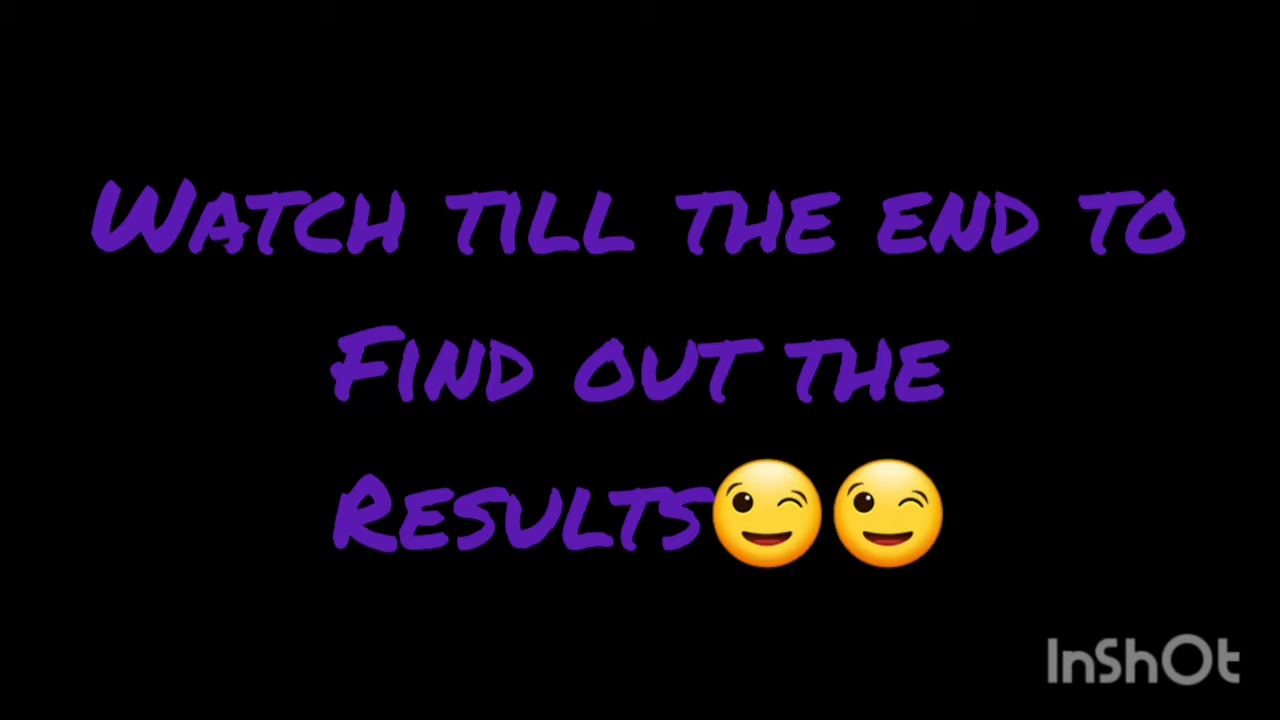 Watch till the end to
Find out the
Results😉😉
InShOt